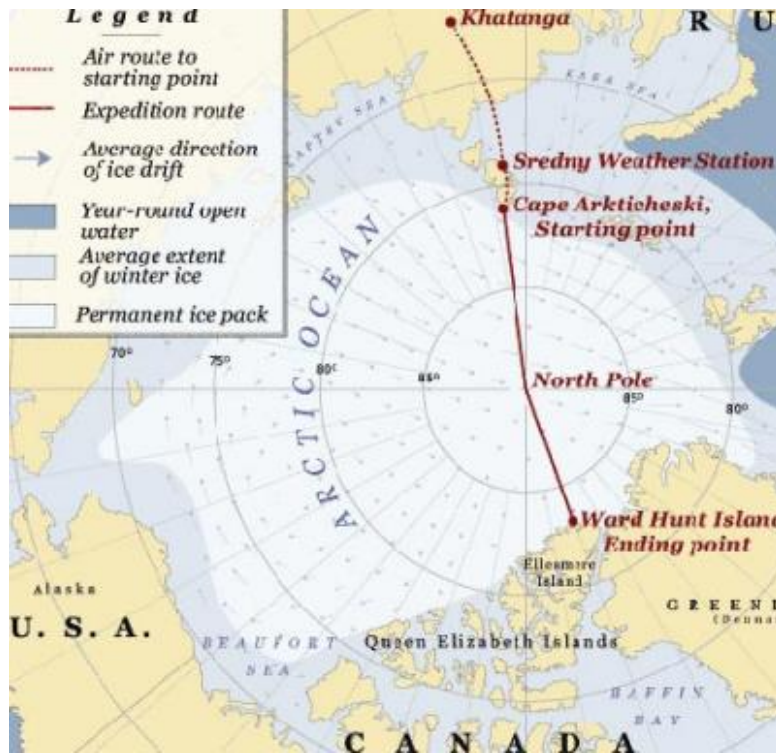 Legend
Air route to
starting point
Expedition route
Average direction
of ice drift
Year-round open
water
Average extent
of winter ice
Permanent ice pack
Khatanga
R U
KARA SEA
LAPTEV SEA
Sredny Weather Station
Cape Arkticheski,
Starting point
ARCTIC OCEAN
70°
75°
80°
North Pole
85°
80°
Ward Hunt Island
Ending point
Ellesmere
Island
Alaska
U. S. A.
GREEN
(Denma
BEAUFORT
SEA
Queen Elizabeth Islands
BAFFIN
BAY
CANADA